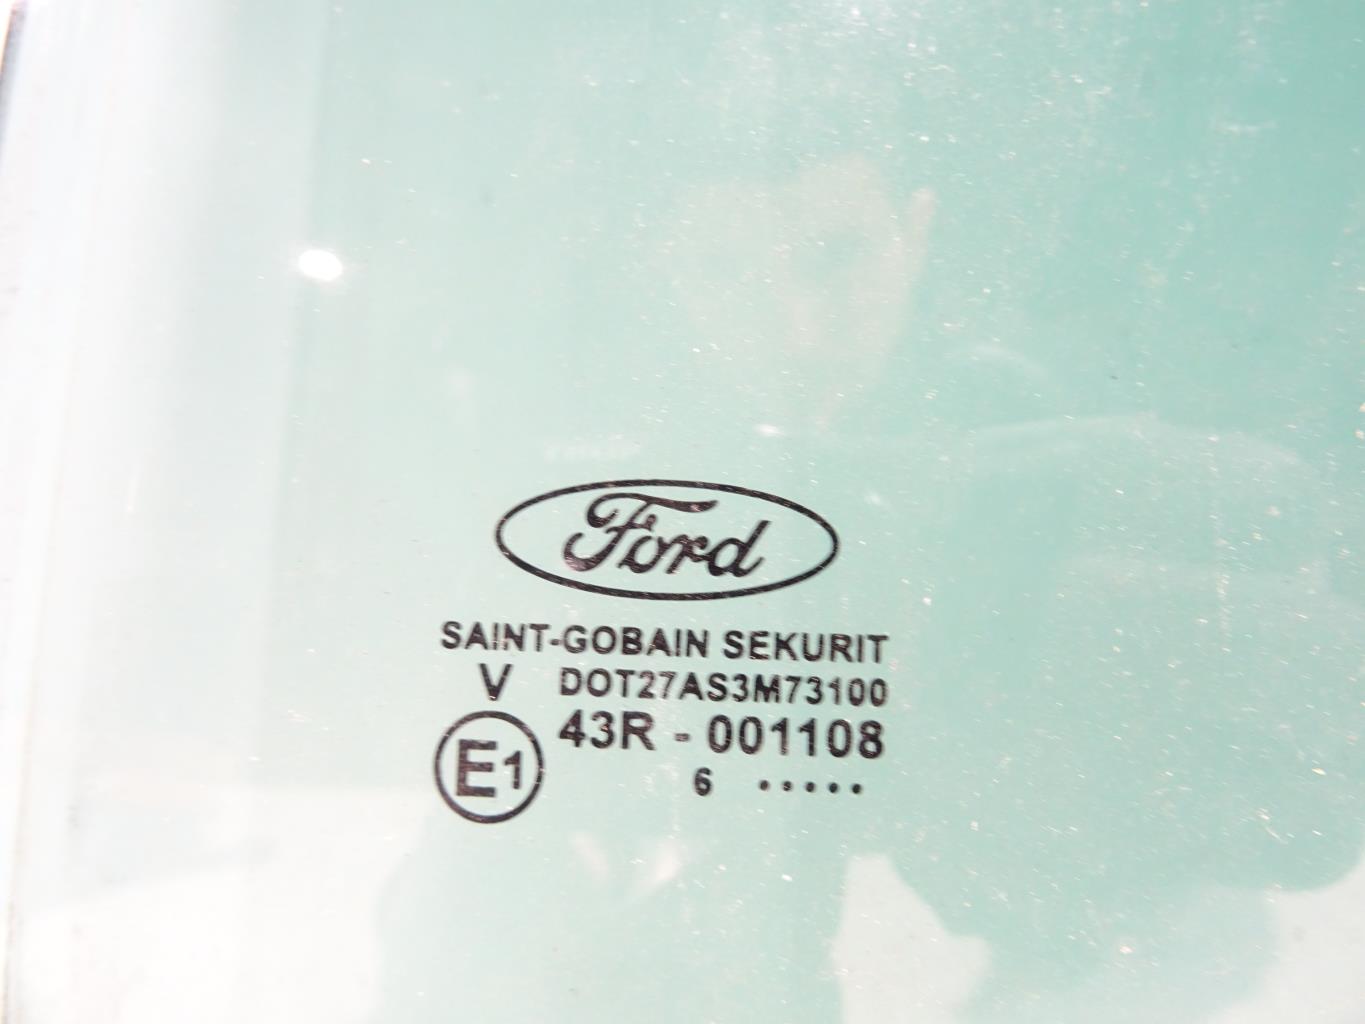 Ford
SAINT-GOBAIN SEKURIT
V DOT27AS3M73100
43R - 001108
E1
6 .....